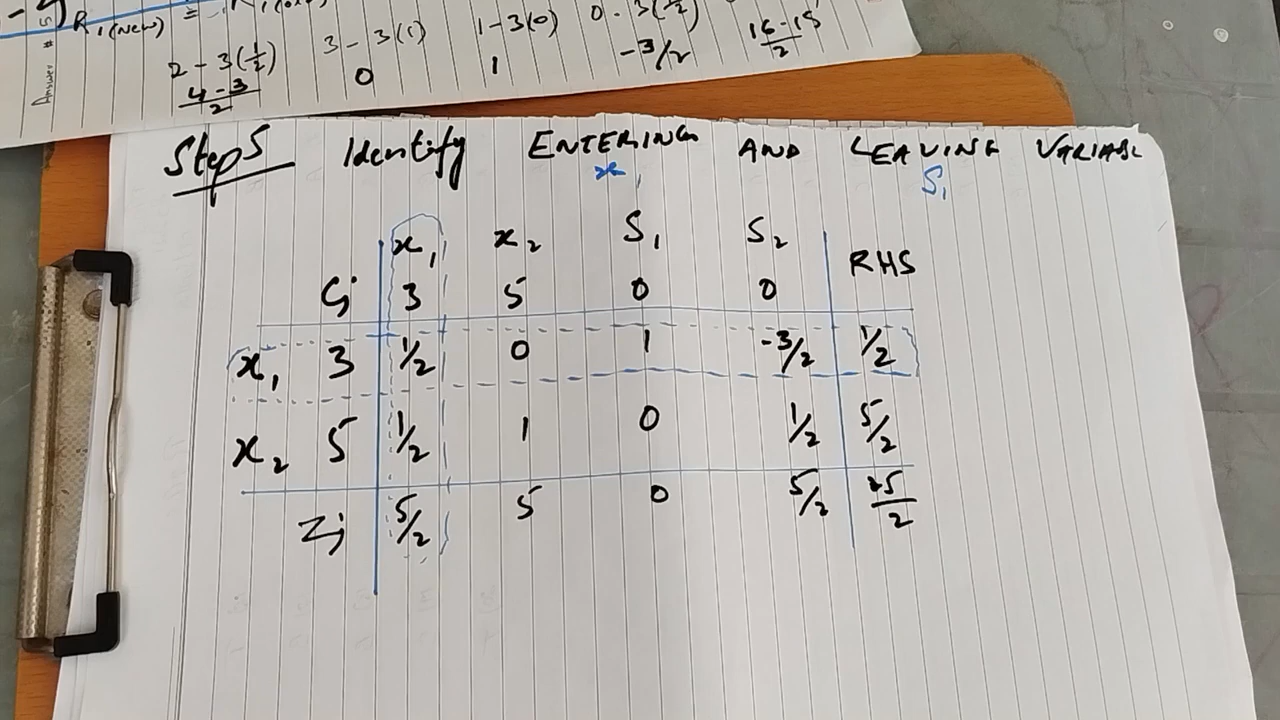 R1(New) =
2 - 3(1/2) 3 - 3(1) 1 - 3(0) 0 - 3(1/2) 16-15/2
4-3/2 0 1 -3/2
Step 5 Identify ENTERING AND LEAVING VARIABL
x1 S1
x1 x2 S1 S2 RHS
Cj 3 5 0 0
x1 3 1/2 0 1 -3/2 1/2
x2 5 1/2 1 0 1/2 5/2
Zj 5/2 5 0 5/2 25/2